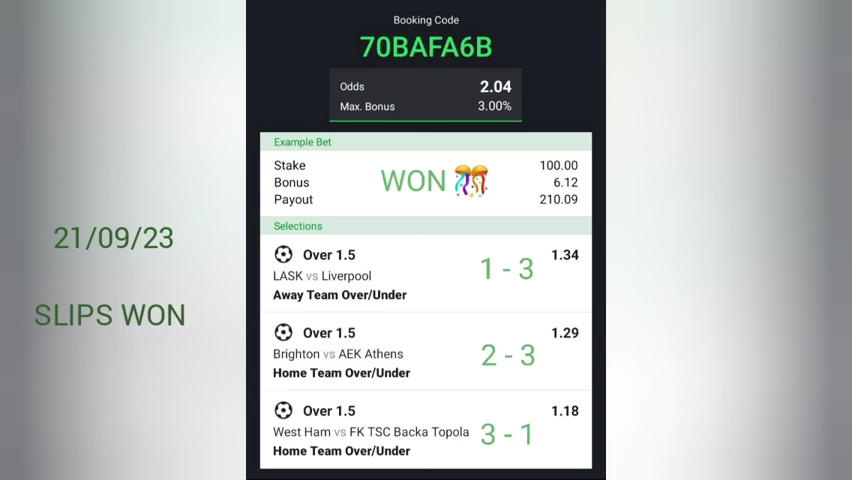 Booking Code
70BAFA6B
Odds 2.04
Max. Bonus 3.00%
Example Bet
Stake 100.00
Bonus 6.12
Payout 210.09
WON
Selections
Over 1.5 1.34
LASK vs Liverpool
Away Team Over/Under
1 - 3
Over 1.5 1.29
Brighton vs AEK Athens
Home Team Over/Under
2 - 3
Over 1.5 1.18
West Ham vs FK TSC Backa Topola
Home Team Over/Under
3 - 1
21/09/23
SLIPS WON